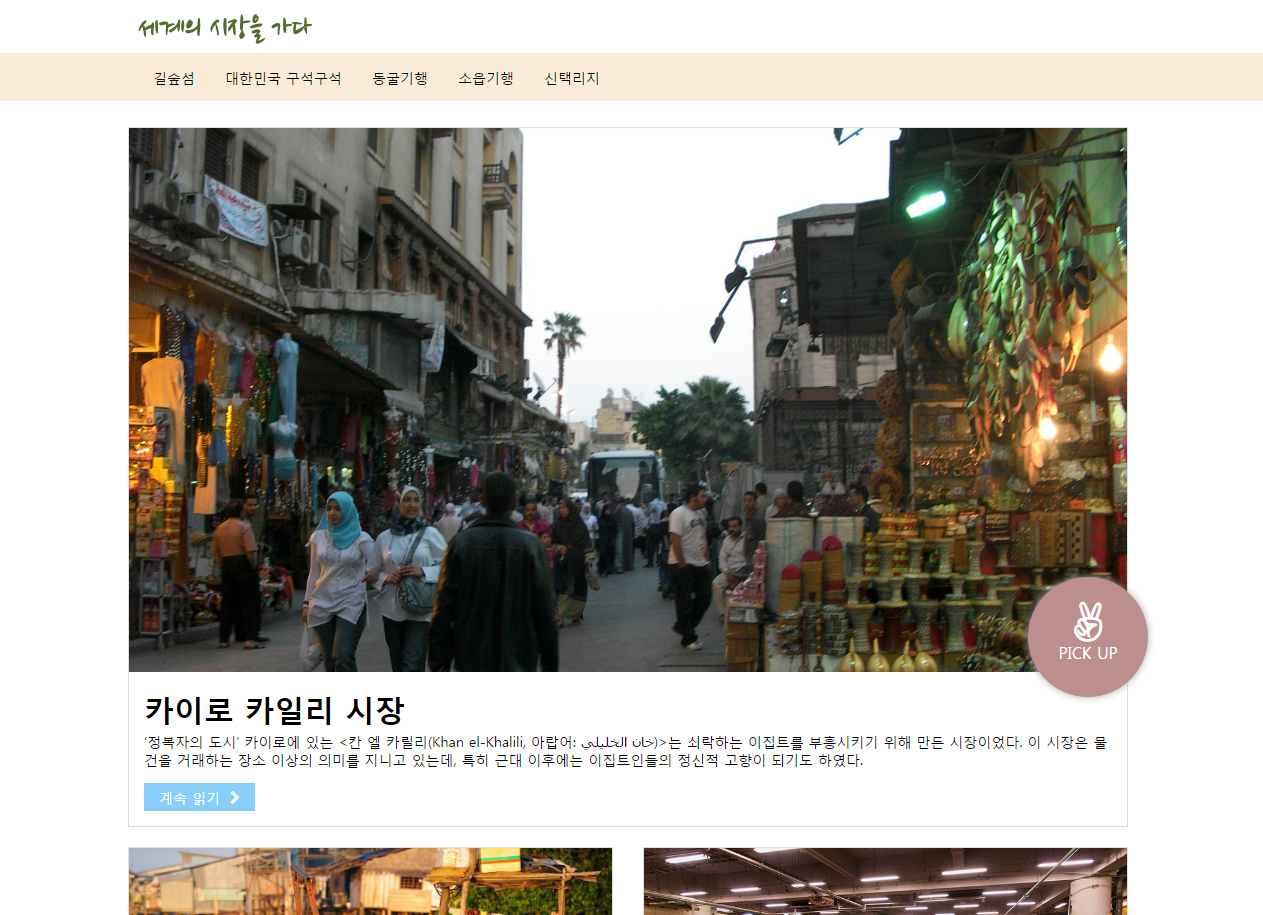 세계의 시장을 가다
길숲섬 대한민국 구석구석 동굴기행 소읍기행 신택리지
PICK UP
카이로 카일리 시장
‘정복자의 도시’ 카이로에 있는 <칸 엘 카릴리(Khan el-Khalili, 아랍어: خان الخليلي)>는 쇠락하는 이집트를 부흥시키기 위해 만든 시장이었다. 이 시장은 물
건을 거래하는 장소 이상의 의미를 지니고 있는데, 특히 근대 이후에는 이집트인들의 정신적 고향이 되기도 하였다.
계속 읽기